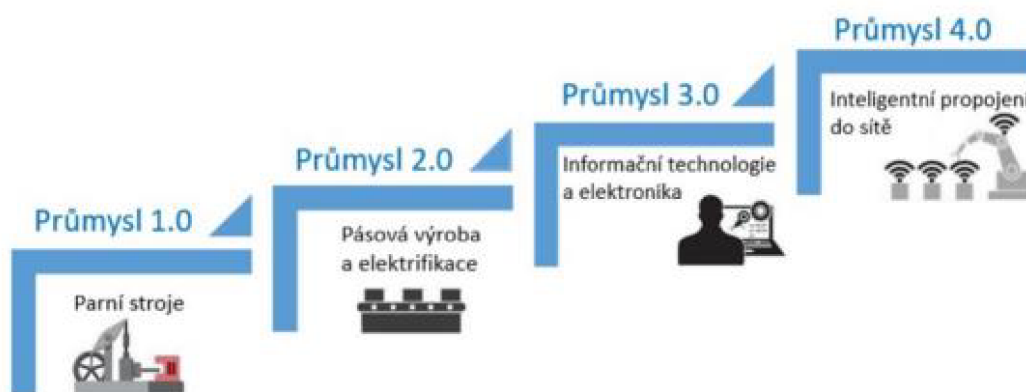 Průmysl 1.0
Parní stroje
Průmysl 2.0
Pásová výroba
a elektrifikace
Průmysl 3.0
Informační technologie
a elektronika
Průmysl 4.0
Inteligentní propojení
do sítě